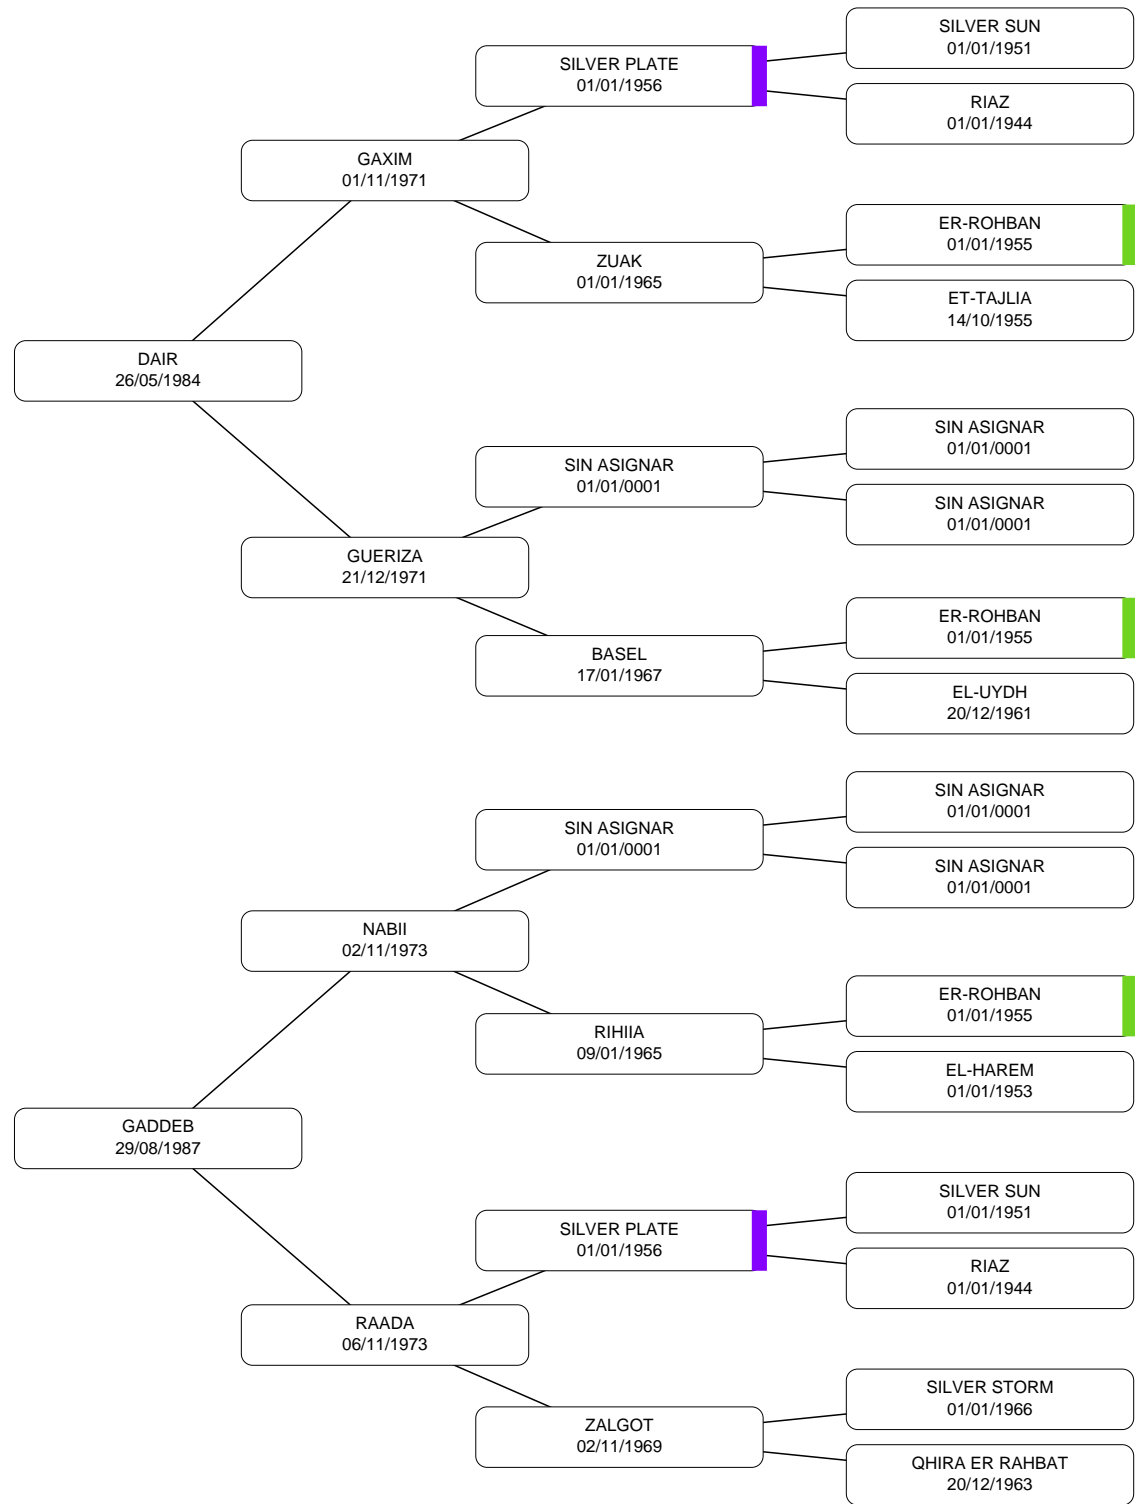 SILVER SUN
01/01/1951
SILVER PLATE
01/01/1956
RIAZ
01/01/1944
GAXIM
01/11/1971
ER-ROHBAN
01/01/1955
ZUAK
01/01/1965
ET-TAJLIA
14/10/1955
DAIR
26/05/1984
SIN ASIGNAR
01/01/0001
SIN ASIGNAR
01/01/0001
SIN ASIGNAR
01/01/0001
GUERIZA
21/12/1971
ER-ROHBAN
01/01/1955
BASEL
17/01/1967
EL-UYDH
20/12/1961
SIN ASIGNAR
01/01/0001
SIN ASIGNAR
01/01/0001
SIN ASIGNAR
01/01/0001
NABII
02/11/1973
ER-ROHBAN
01/01/1955
RIHIIA
09/01/1965
EL-HAREM
01/01/1953
GADDEB
29/08/1987
SILVER SUN
01/01/1951
SILVER PLATE
01/01/1956
RIAZ
01/01/1944
RAADA
06/11/1973
SILVER STORM
01/01/1966
ZALGOT
02/11/1969
QHIRA ER RAHBAT
20/12/1963